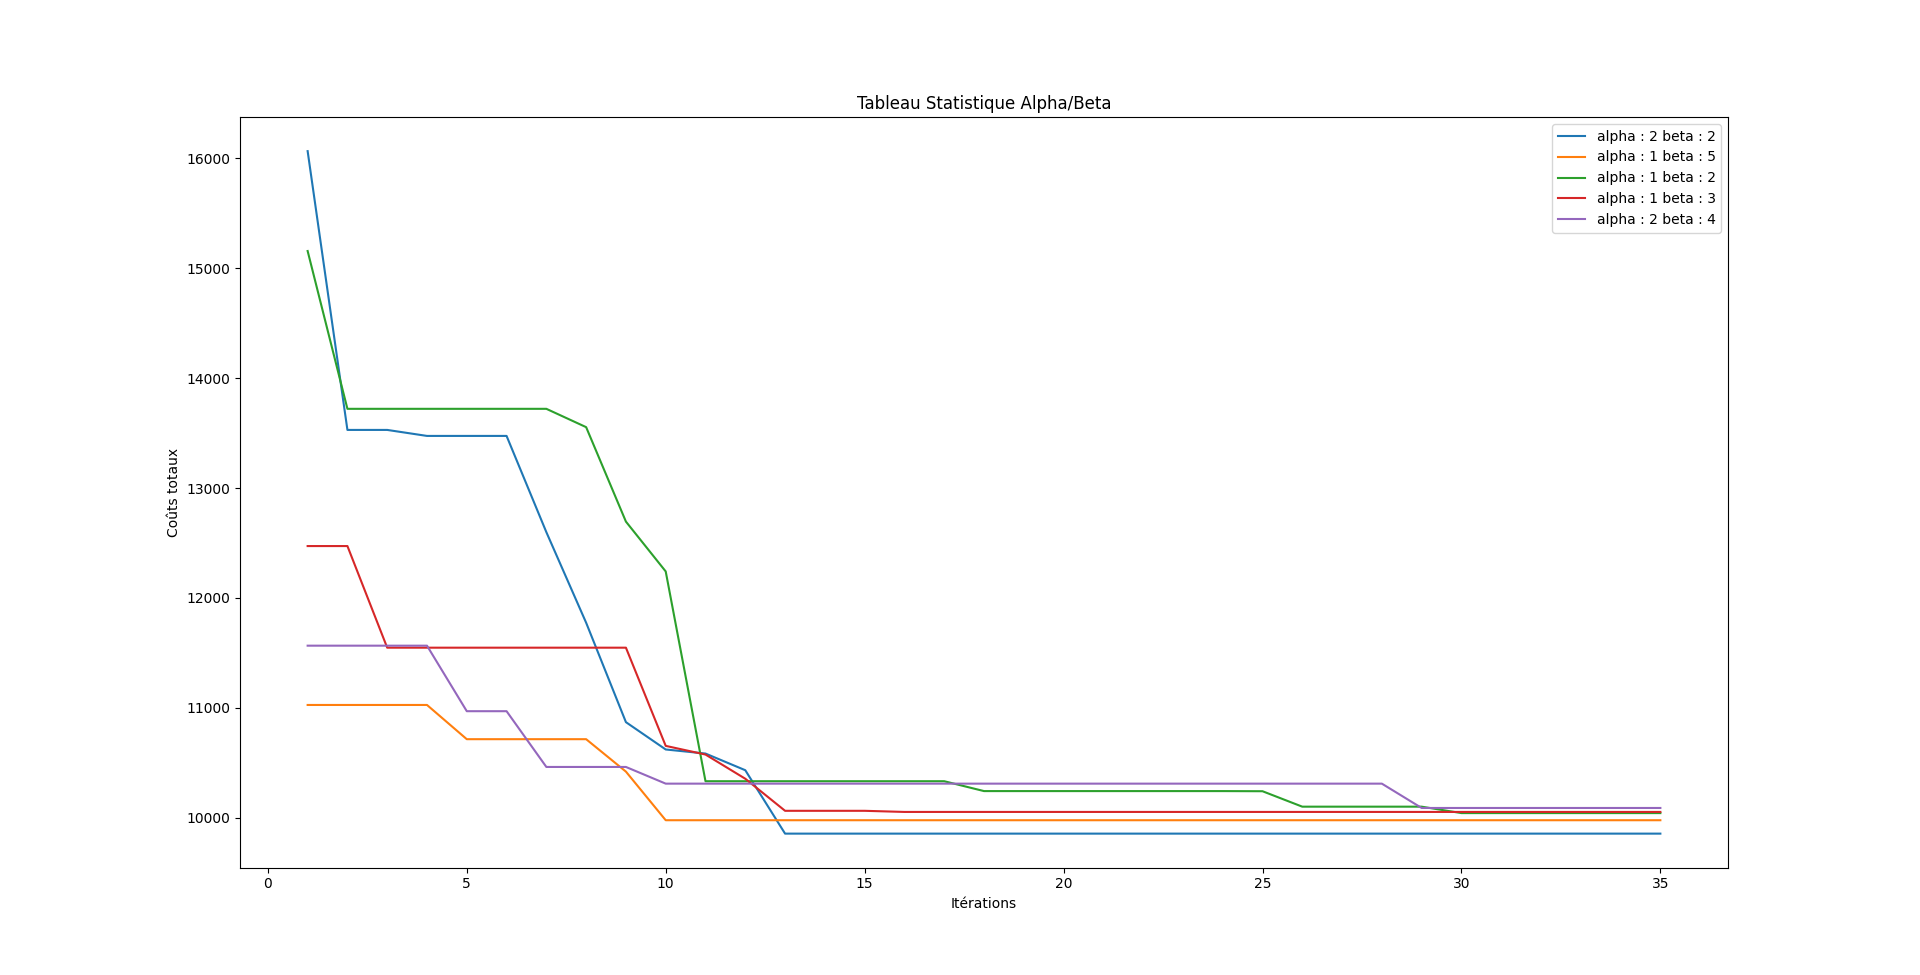 Tableau Statistique Alpha/Beta
alpha : 2 beta : 2
alpha : 1 beta : 5
alpha : 1 beta : 2
alpha : 1 beta : 3
alpha : 2 beta : 4
Coûts totaux
16000
15000
14000
13000
12000
11000
10000
0 5 10 15 20 25 30 35
Itérations